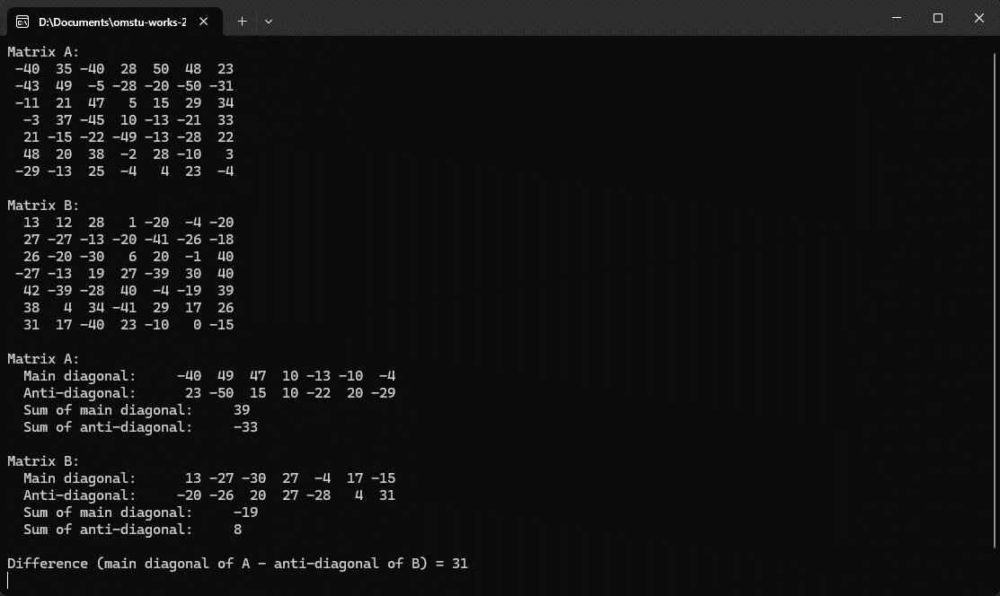 D:\Documents\omstu-works-2
Matrix A:
 -40  35 -40  28  50  48  23
 -43  49  -5 -28 -20 -50 -31
 -11  21  47   5  15  29  34
  -3  37 -45  10 -13 -21  33
  21 -15 -22 -49 -13 -28  22
  48  20  38  -2  28 -10   3
 -29 -13  25  -4   4  23  -4
Matrix B:
  13  12  28   1 -20  -4 -20
  27 -27 -13 -20 -41 -26 -18
  26 -20 -30   6  20  -1  40
 -27 -13  19  27 -39  30  40
  42 -39 -28  40  -4 -19  39
  38   4  34 -41  29  17  26
  31  17 -40  23 -10   0 -15
Matrix A:
  Main diagonal:     -40  49  47  10 -13 -10  -4
  Anti-diagonal:      23 -50  15  10 -22  20 -29
  Sum of main diagonal:     39
  Sum of anti-diagonal:     -33
Matrix B:
  Main diagonal:      13 -27 -30  27  -4  17 -15
  Anti-diagonal:     -20 -26  20  27 -28   4  31
  Sum of main diagonal:     -19
  Sum of anti-diagonal:     8
Difference (main diagonal of A - anti-diagonal of B) = 31